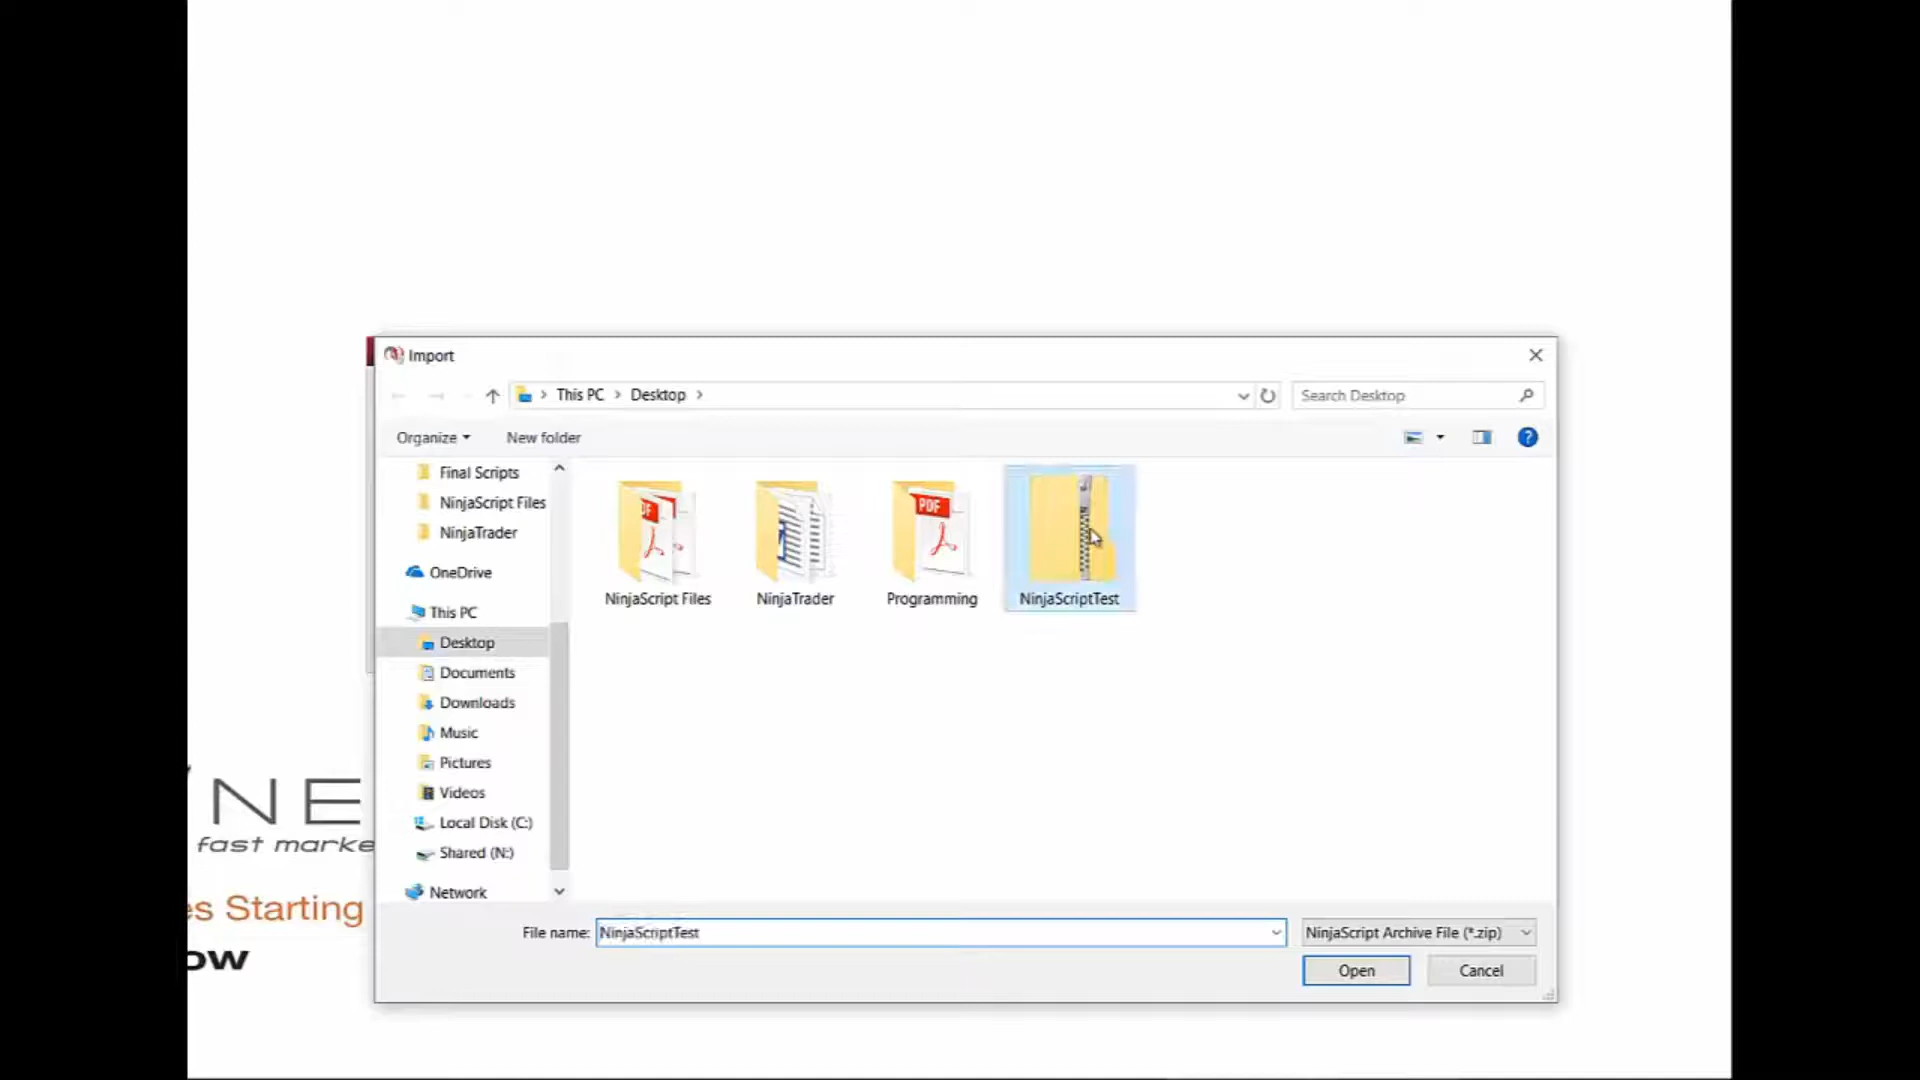 Import
This PC
Desktop
Search Desktop
Organize
New folder
Final Scripts
NinjaScript Files
NinjaTrader
OneDrive
This PC
Desktop
Documents
Downloads
Music
Pictures
Videos
Local Disk (C:)
Shared (N:)
Network
NinjaScript Files
NinjaTrader
Programming
NinjaScriptTest
File name:
NinjaScriptTest
NinjaScript Archive File (*.zip)
Open
Cancel
NE
fast marke
es Starting
ow